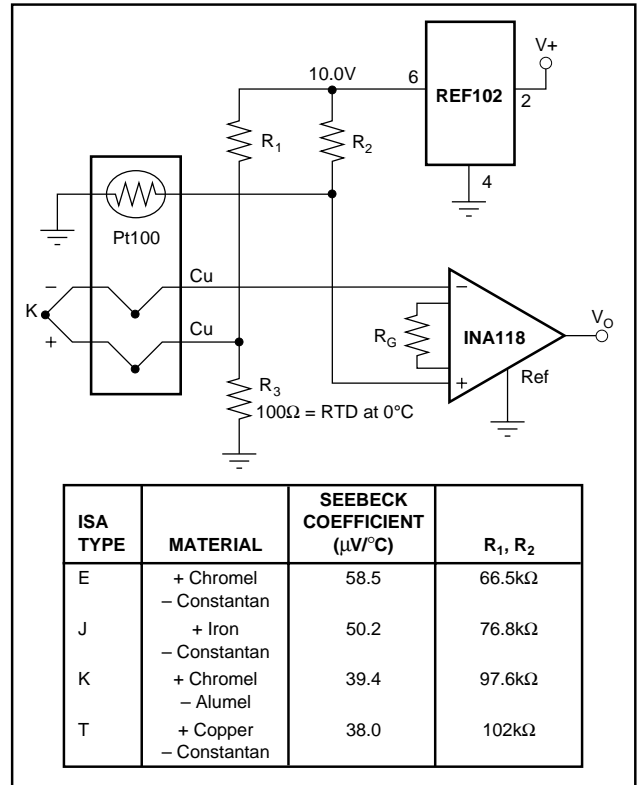 V+
10.0V
6
REF102
2
R1
R2
4
Pt100
Cu
–
–
K
Cu
RG
INA118
VO
+
+
Ref
R3
100Ω = RTD at 0°C
ISA TYPE
MATERIAL
SEEBECK COEFFICIENT (μV/°C)
R1, R2
E
+ Chromel
– Constantan
58.5
66.5kΩ
J
+ Iron
– Constantan
50.2
76.8kΩ
K
+ Chromel
– Alumel
39.4
97.6kΩ
T
+ Copper
– Constantan
38.0
102kΩ